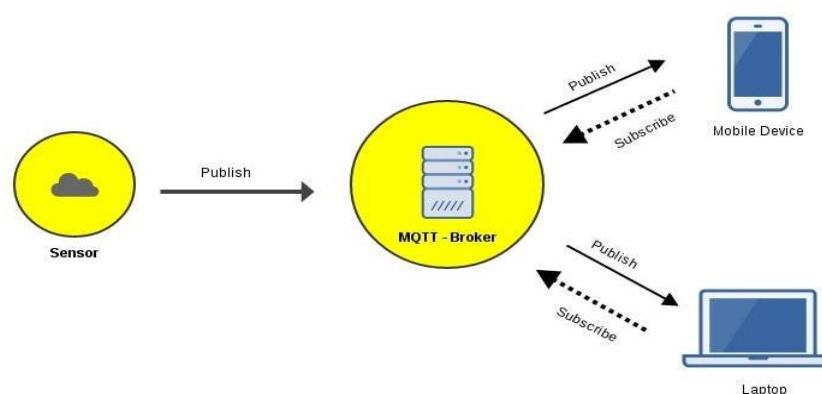 Publish
Subscribe
Mobile Device
Publish
Sensor
MQTT - Broker
Publish
Subscribe
Laptop